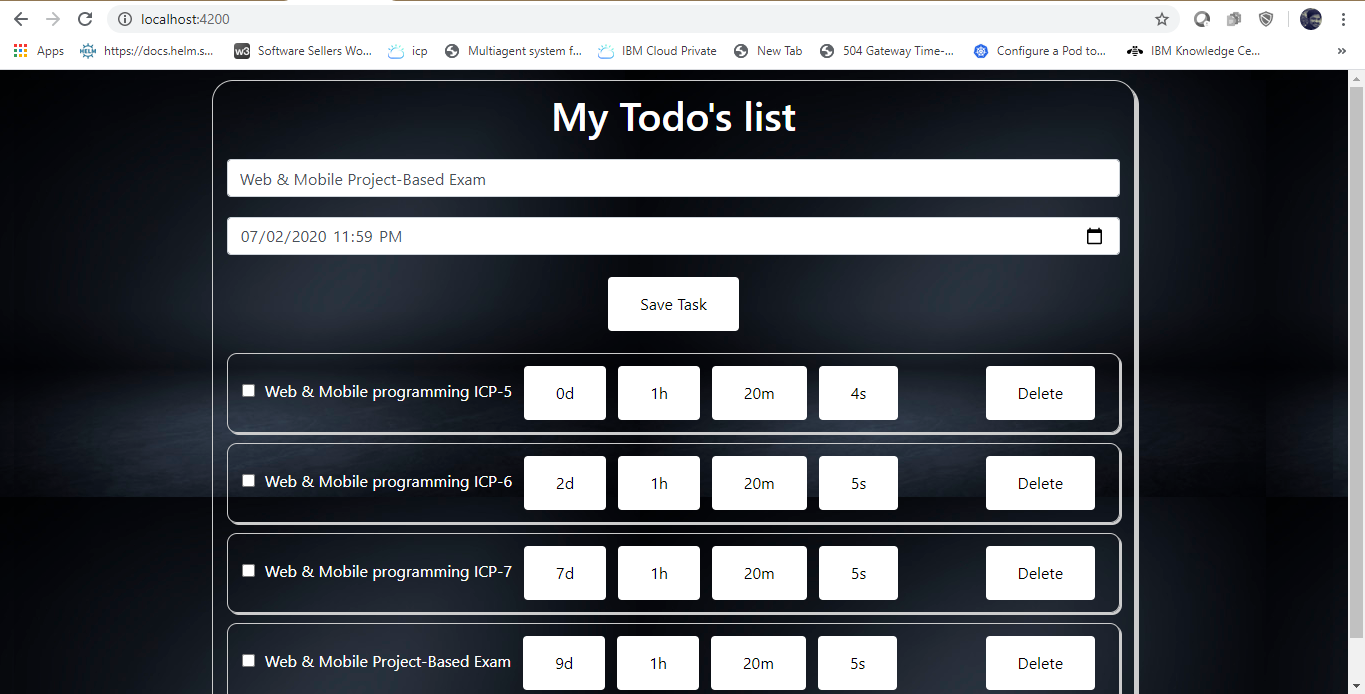 localhost:4200
Apps https://docs.helm.s... w3 Software Sellers Wo... icp Multiagent system f... IBM Cloud Private New Tab 504 Gateway Time-... Configure a Pod to... IBM Knowledge Ce... »
My Todo's list
Web & Mobile Project-Based Exam
07/02/2020 11:59 PM
Save Task
Web & Mobile programming ICP-5 0d 1h 20m 4s Delete
Web & Mobile programming ICP-6 2d 1h 20m 5s Delete
Web & Mobile programming ICP-7 7d 1h 20m 5s Delete
Web & Mobile Project-Based Exam 9d 1h 20m 5s Delete